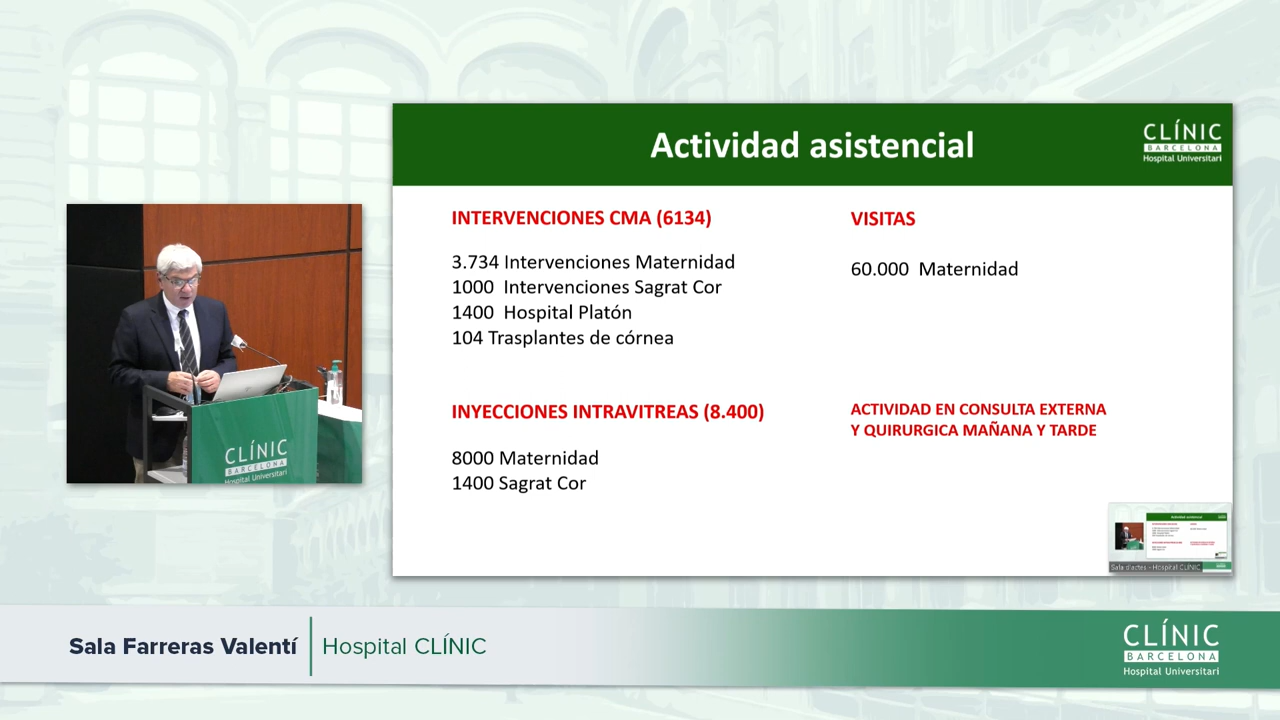 Actividad asistencial
CLÍNIC
BARCELONA
Hospital Universitari
INTERVENCIONES CMA (6134)
3.734 Intervenciones Maternidad
1000 Intervenciones Sagrat Cor
1400 Hospital Platón
104 Trasplantes de córnea
VISITAS
60.000 Maternidad
INYECCIONES INTRAVITREAS (8.400)
8000 Maternidad
1400 Sagrat Cor
ACTIVIDAD EN CONSULTA EXTERNA
Y QUIRURGICA MAÑANA Y TARDE
CLÍNIC
BARCELONA
Hospital Universitari
Actividad asistencial
Sala d'actes - Hospital CLÍNIC
Sala Farreras Valentí
Hospital CLÍNIC
CLÍNIC
BARCELONA
Hospital Universitari